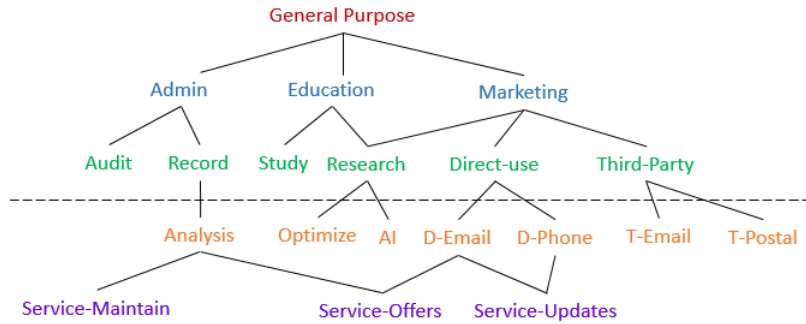 General Purpose
Admin Education Marketing
Audit Record Study Research Direct-use Third-Party
Analysis Optimize AI D-Email D-Phone T-Email T-Postal
Service-Maintain Service-Offers Service-Updates